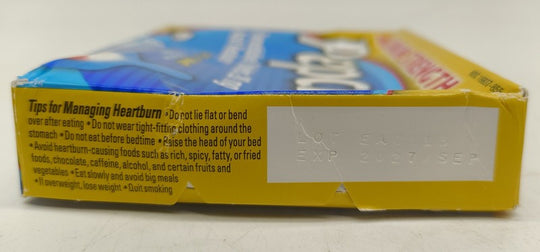 Tips for Managing Heartburn •Do not lie flat or bend
over after eating •Do not wear tight-fitting clothing around the
stomach •Do not eat before bedtime •Raise the head of your bed
•Avoid heartburn-causing foods such as rich, spicy, fatty, or fried
foods, chocolate, caffeine, alcohol, and certain fruits and
vegetables •Eat slowly and avoid big meals
•If overweight, lose weight •Quit smoking
LOT
EXP 2027 SEP
STRENGTH